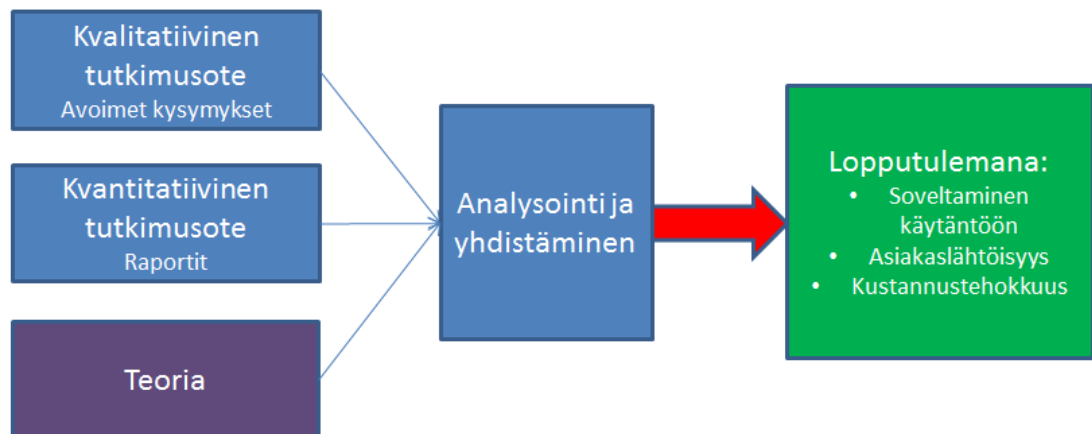 Kvalitatiivinen
tutkimusote
Avoimet kysymykset
Kvantitatiivinen
tutkimusote
Raportit
Teoria
Analysointi ja
yhdistäminen
Lopputulemana:
• Soveltaminen
käytäntöön
• Asiakaslähtöisyys
• Kustannustehokkuus